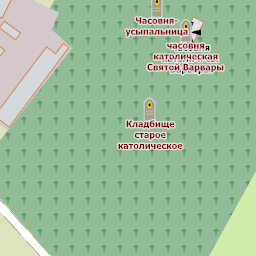 Часовня-
усыпальница
часовня
католическая
Святой Варвары
Кладбище
старое
католическое